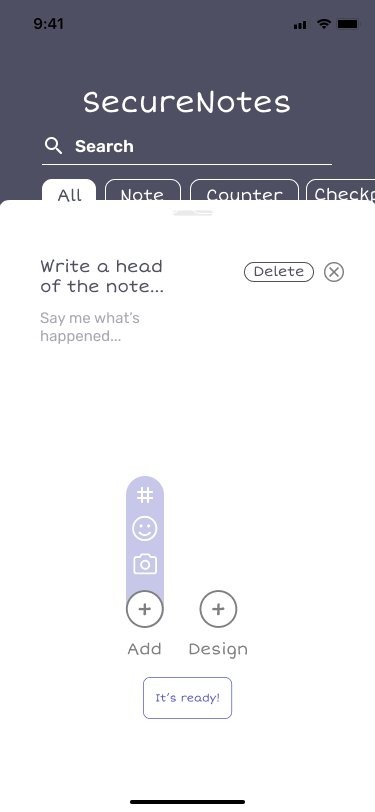 9:41
SecureNotes
Search
All Note Counter
Write a head
of the note...
Delete
Say me what's
happened...
#
Add Design
It's ready!